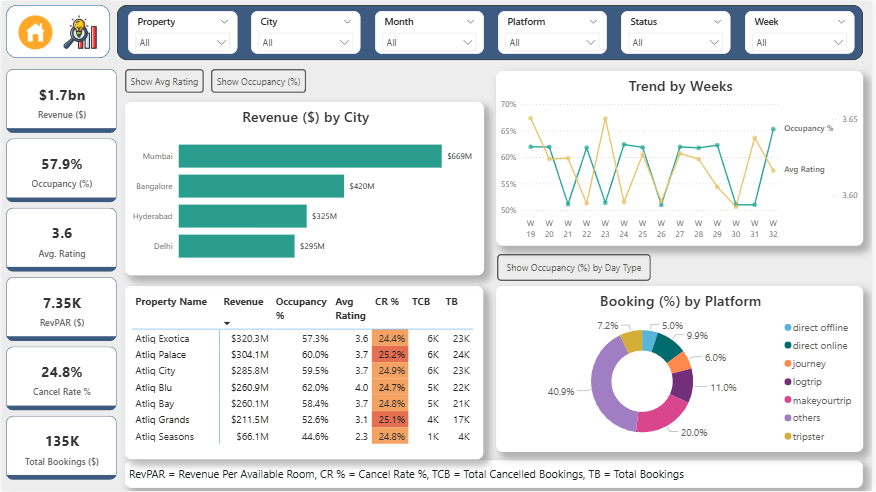 Property
All
City
All
Month
All
Platform
All
Status
All
Week
All
$1.7bn
Revenue ($)
57.9%
Occupancy (%)
3.6
Avg. Rating
7.35K
RevPAR ($)
24.8%
Cancel Rate %
135K
Total Bookings ($)
Show Avg Rating
Show Occupancy (%)
Revenue ($) by City
Mumbai $669M
Bangalore $420M
Hyderabad $325M
Delhi $295M
Trend by Weeks
70%
65%
60%
55%
50%
3.65
3.60
Occupancy %
Avg Rating
W W W W W W W W W W W W W W
19 20 21 22 23 24 25 26 27 28 29 30 31 32
Property Name Revenue Occupancy % Avg Rating CR % TCB TB
Atliq Exotica $320.3M 57.3% 3.6 24.4% 6K 23K
Atliq Palace $304.1M 60.0% 3.7 25.2% 6K 24K
Atliq City $285.8M 59.5% 3.7 24.9% 6K 23K
Atliq Blu $260.9M 62.0% 4.0 24.7% 5K 22K
Atliq Bay $260.1M 58.4% 3.7 24.8% 5K 21K
Atliq Grands $211.5M 52.6% 3.1 25.1% 4K 17K
Atliq Seasons $66.1M 44.6% 2.3 24.8% 1K 4K
Show Occupancy (%) by Day Type
Booking (%) by Platform
7.2%
5.0%
9.9%
6.0%
11.0%
20.0%
40.9%
direct offline
direct online
journey
logtrip
makeyourtrip
others
tripster
RevPAR = Revenue Per Available Room, CR % = Cancel Rate %, TCB = Total Cancelled Bookings, TB = Total Bookings